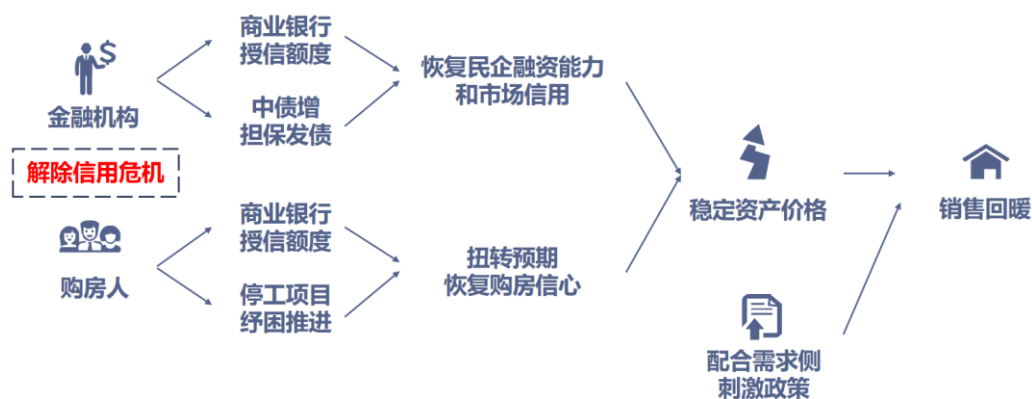 商业银行
授信额度
金融机构
中债增
担保发债
恢复民企融资能力
和市场信用
解除信用危机
购房人
商业银行
授信额度
停工项目
纾困推进
扭转预期
恢复购房信心
稳定资产价格
销售回暖
配合需求侧
刺激政策